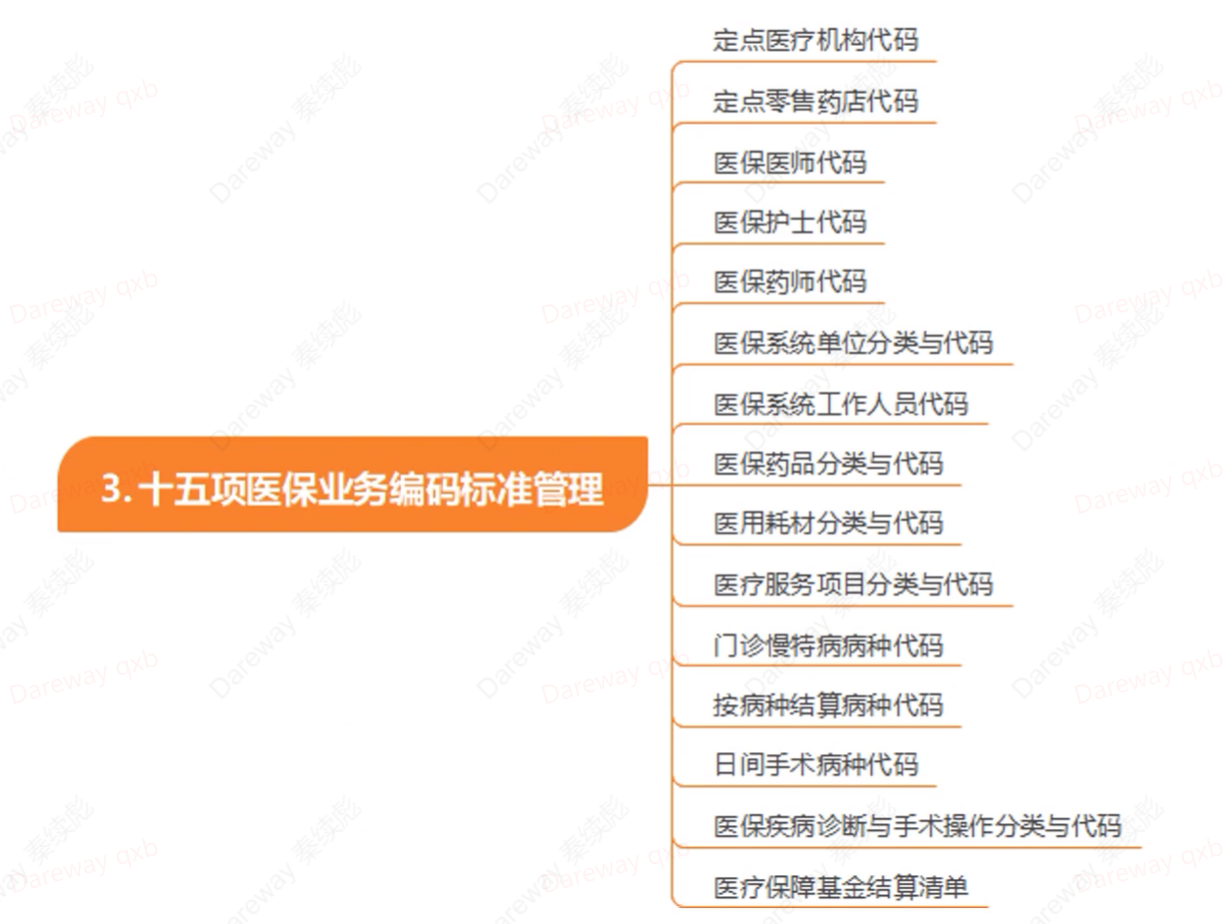 定点医疗机构代码
定点零售药店代码
医保医师代码
医保护士代码
医保药师代码
医保系统单位分类与代码
医保系统工作人员代码
医保药品分类与代码
3.十五项医保业务编码标准管理
医用耗材分类与代码
医疗服务项目分类与代码
门诊慢特病病种代码
按病种结算病种代码
日间手术病种代码
医保疾病诊断与手术操作分类与代码
医疗保障基金结算清单
Dareway qxb
Dareway 秦续彪